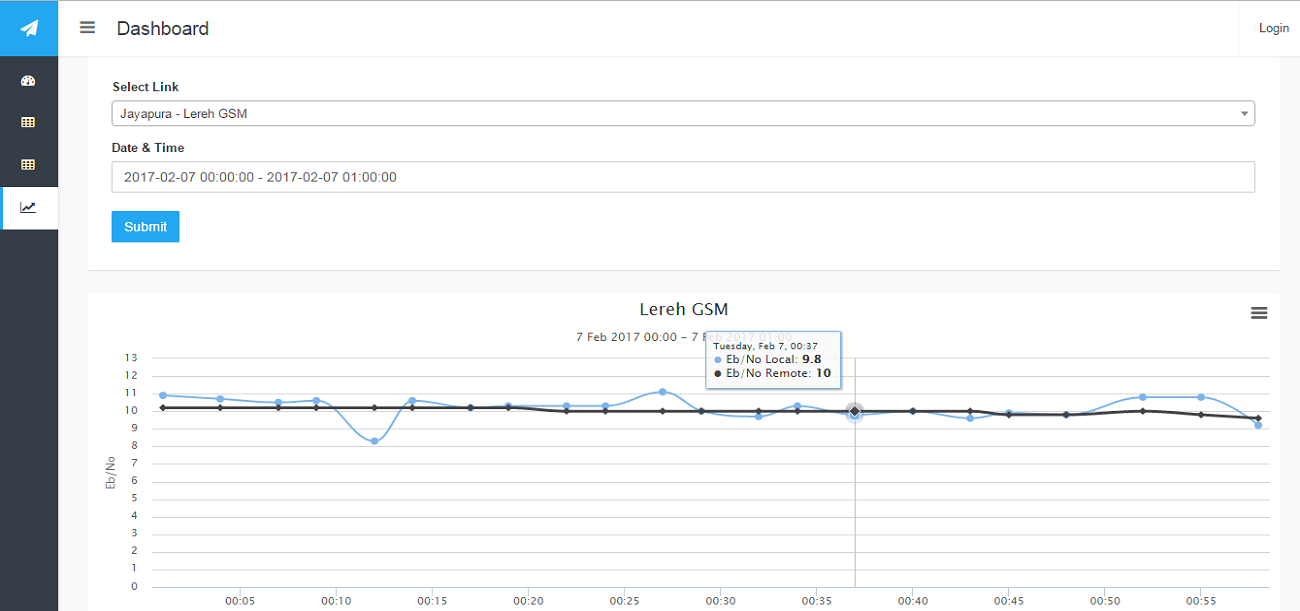 Dashboard
Login
Select Link
Jayapura - Lereh GSM
Date & Time
2017-02-07 00:00:00 - 2017-02-07 01:00:00
Submit
Lereh GSM
7 Feb 2017 00:00 – 7 Feb 2017 01:00
Tuesday, Feb 7, 00:37
Eb/No Local: 9.8
Eb/No Remote: 10
Eb/No
13
12
11
10
9
8
7
6
5
4
3
2
1
0
00:05 00:10 00:15 00:20 00:25 00:30 00:35 00:40 00:45 00:50 00:55